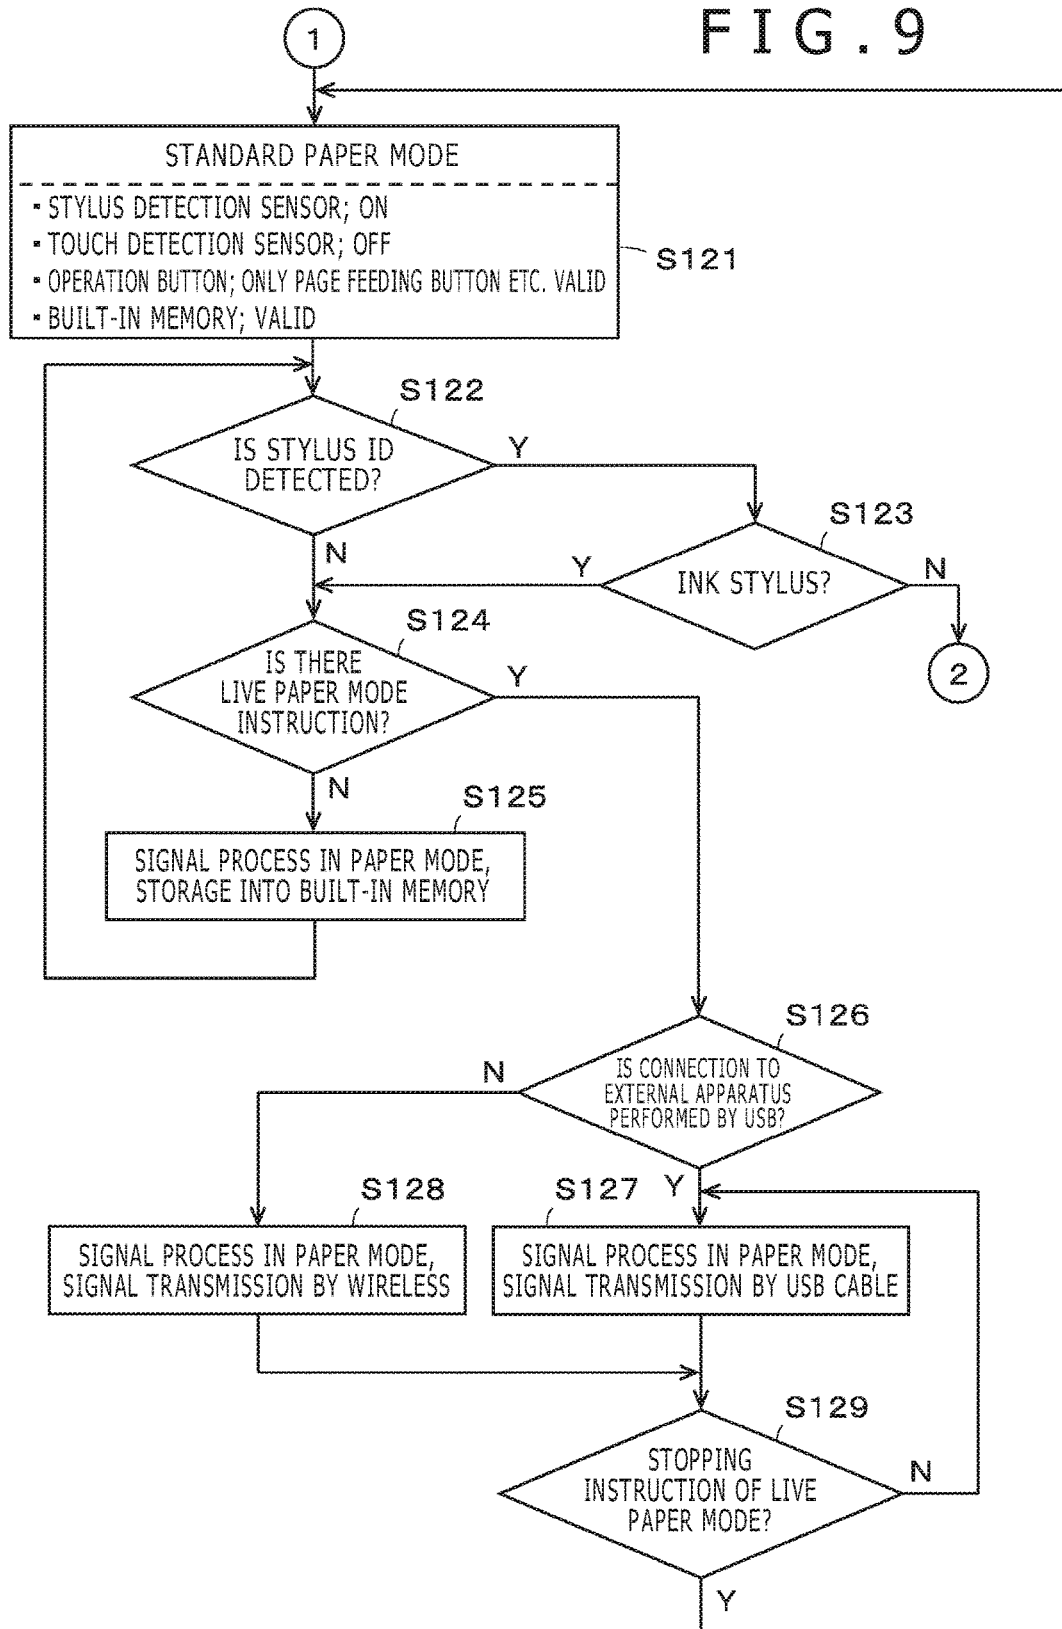 FIG.9
1
STANDARD PAPER MODE
▪ STYLUS DETECTION SENSOR; ON
▪ TOUCH DETECTION SENSOR; OFF
▪ OPERATION BUTTON; ONLY PAGE FEEDING BUTTON ETC. VALID
▪ BUILT-IN MEMORY; VALID
S121
S122
IS STYLUS ID
DETECTED?
Y
N
S123
INK STYLUS?
Y
N
2
S124
IS THERE
LIVE PAPER MODE
INSTRUCTION?
Y
N
S125
SIGNAL PROCESS IN PAPER MODE,
STORAGE INTO BUILT-IN MEMORY
S126
IS CONNECTION TO
EXTERNAL APPARATUS
PERFORMED BY USB?
N
Y
S128
SIGNAL PROCESS IN PAPER MODE,
SIGNAL TRANSMISSION BY WIRELESS
S127
SIGNAL PROCESS IN PAPER MODE,
SIGNAL TRANSMISSION BY USB CABLE
S129
STOPPING
INSTRUCTION OF LIVE
PAPER MODE?
N
Y